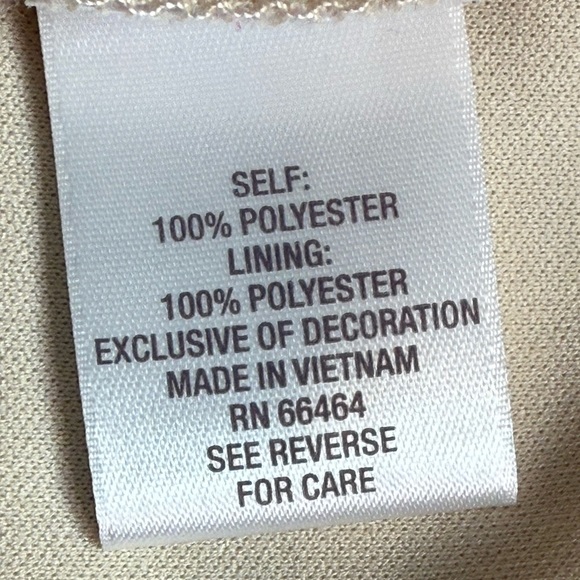 SELF:
100% POLYESTER
LINING:
100% POLYESTER
EXCLUSIVE OF DECORATION
MADE IN VIETNAM
RN 66464
SEE REVERSE
FOR CARE